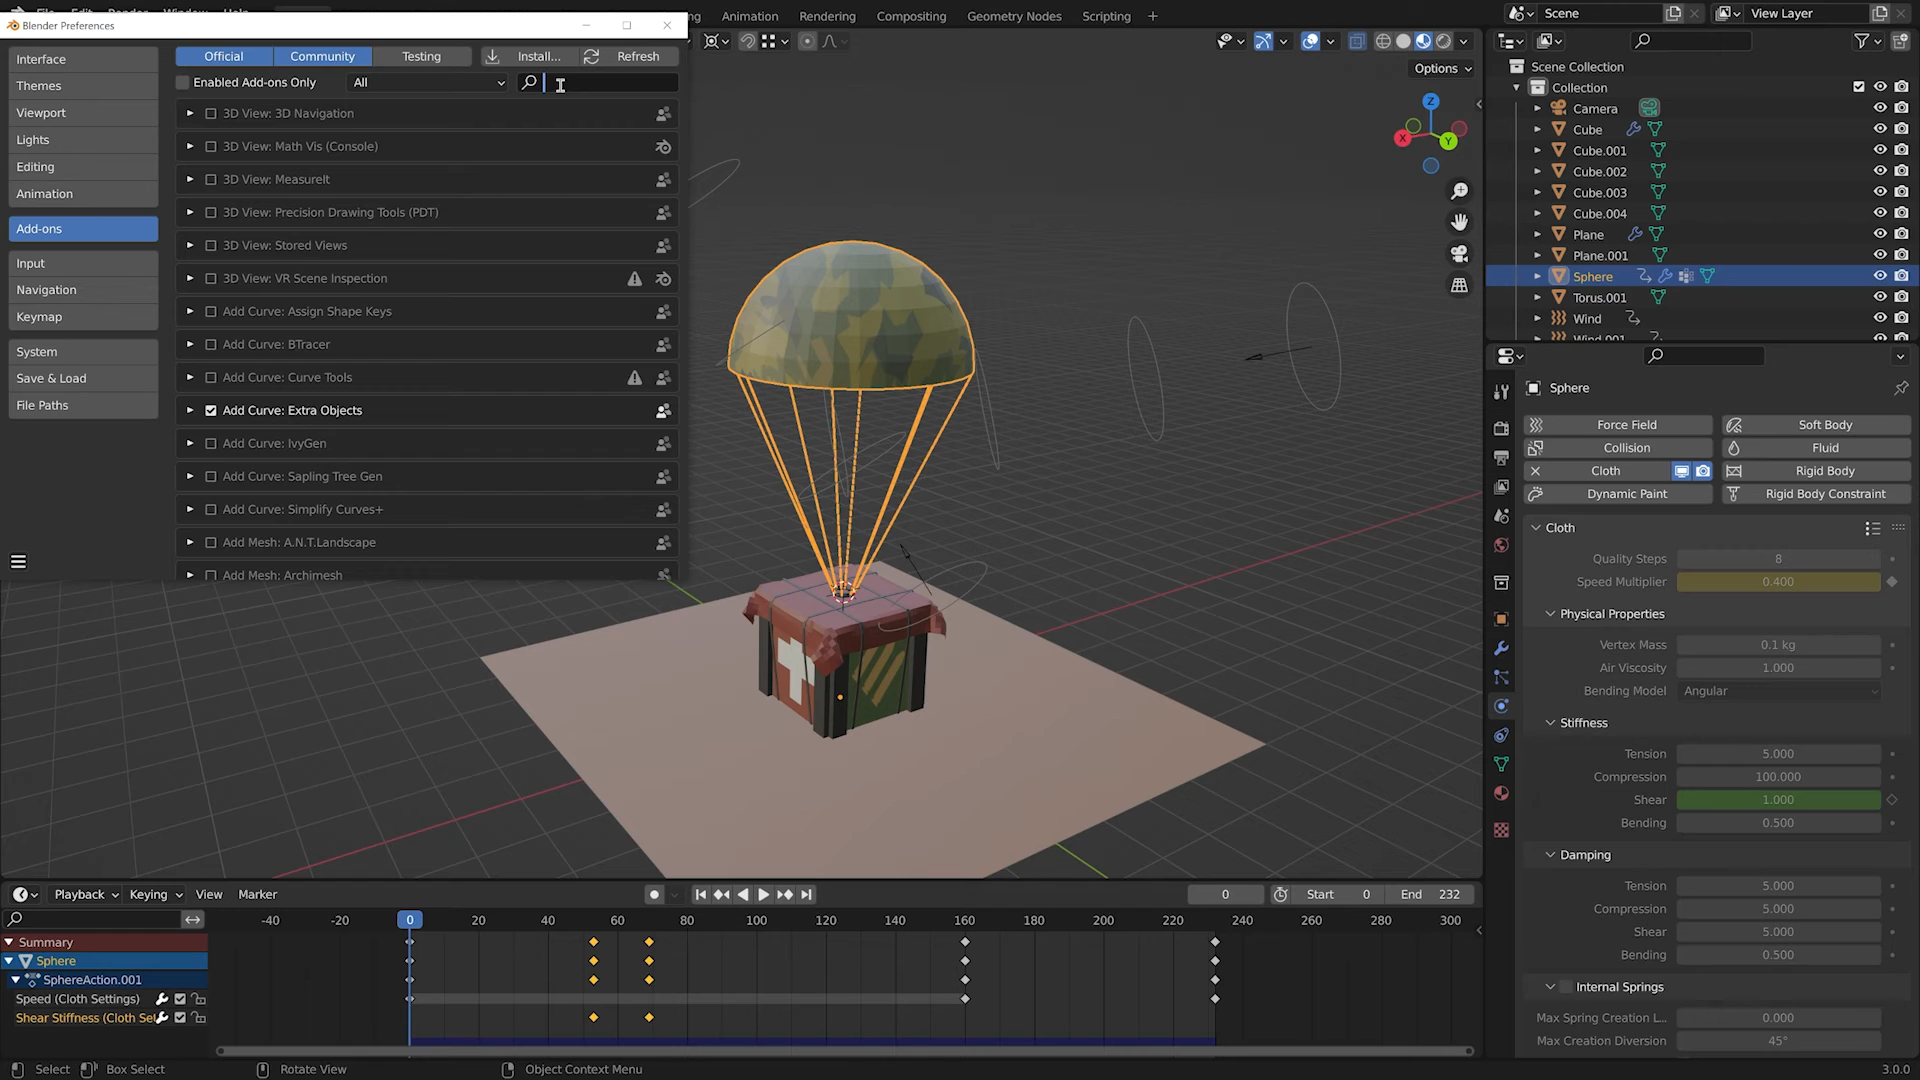 Blender Preferences
Animation
Rendering
Compositing
Geometry Nodes
Scripting
Scene
View Layer
Interface
Themes
Viewport
Lights
Editing
Animation
Add-ons
Input
Navigation
Keymap
System
Save & Load
File Paths
Official
Community
Testing
Install...
Refresh
Enabled Add-ons Only
All
3D View: 3D Navigation
3D View: Math Vis (Console)
3D View: MeasureIt
3D View: Precision Drawing Tools (PDT)
3D View: Stored Views
3D View: VR Scene Inspection
Add Curve: Assign Shape Keys
Add Curve: BTracer
Add Curve: Curve Tools
Add Curve: Extra Objects
Add Curve: IvyGen
Add Curve: Sapling Tree Gen
Add Curve: Simplify Curves+
Add Mesh: A.N.T.Landscape
Add Mesh: Archimesh
Options
Z
X
Y
Scene Collection
Collection
Camera
Cube
Cube.001
Cube.002
Cube.003
Cube.004
Plane
Plane.001
Sphere
Torus.001
Wind
Wind.001
Sphere
Force Field
Soft Body
Collision
Fluid
Cloth
Rigid Body
Dynamic Paint
Rigid Body Constraint
Cloth
Quality Steps 8
Speed Multiplier 0.400
Physical Properties
Vertex Mass 0.1 kg
Air Viscosity 1.000
Bending Model Angular
Stiffness
Tension 5.000
Compression 100.000
Shear 1.000
Bending 0.500
Damping
Tension 5.000
Compression 5.000
Shear 5.000
Bending 0.500
Internal Springs
Max Spring Creation L... 0.000
Max Creation Diversion 45°
Playback
Keying
View
Marker
0
Start 0
End 232
-40 -20 0 20 40 60 80 100 120 140 160 180 200 220 240 260 280 300
Summary
Sphere
SphereAction.001
Speed (Cloth Settings)
Shear Stiffness (Cloth Set
Select
Box Select
Rotate View
Object Context Menu
3.0.0